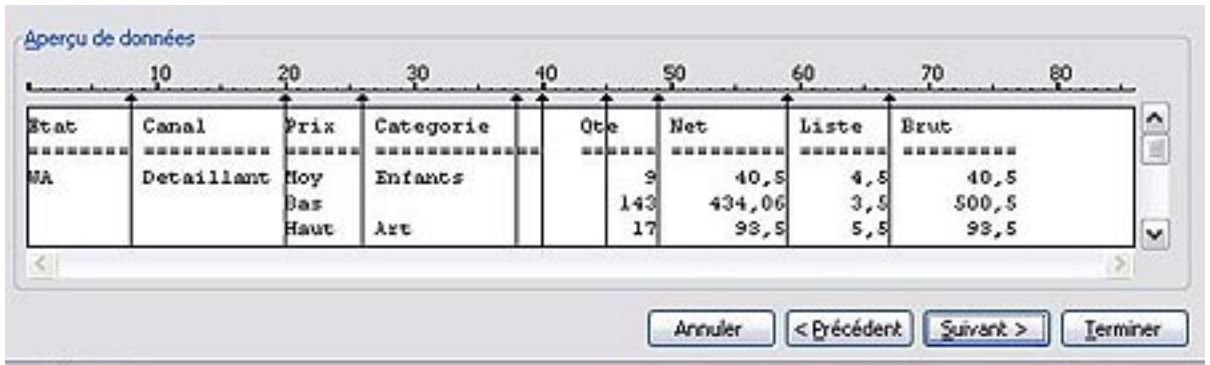 Aperçu de données
10 20 30 40 50 60 70 80
Etat Canal Prix Categorie Qte Net Liste Brut
======== ========== ====== ============= ====== ========= ======= =========
WA Detaillant Moy Enfants 9 40,5 4,5 40,5
Bas 143 434,06 3,5 500,5
Haut Art 17 93,5 5,5 93,5
Annuler < Précédent Suivant > Terminer